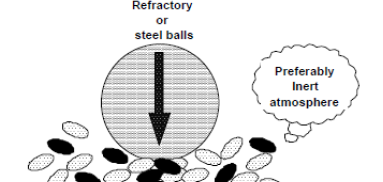 Refractory
or
steel balls
Preferably
Inert
atmosphere